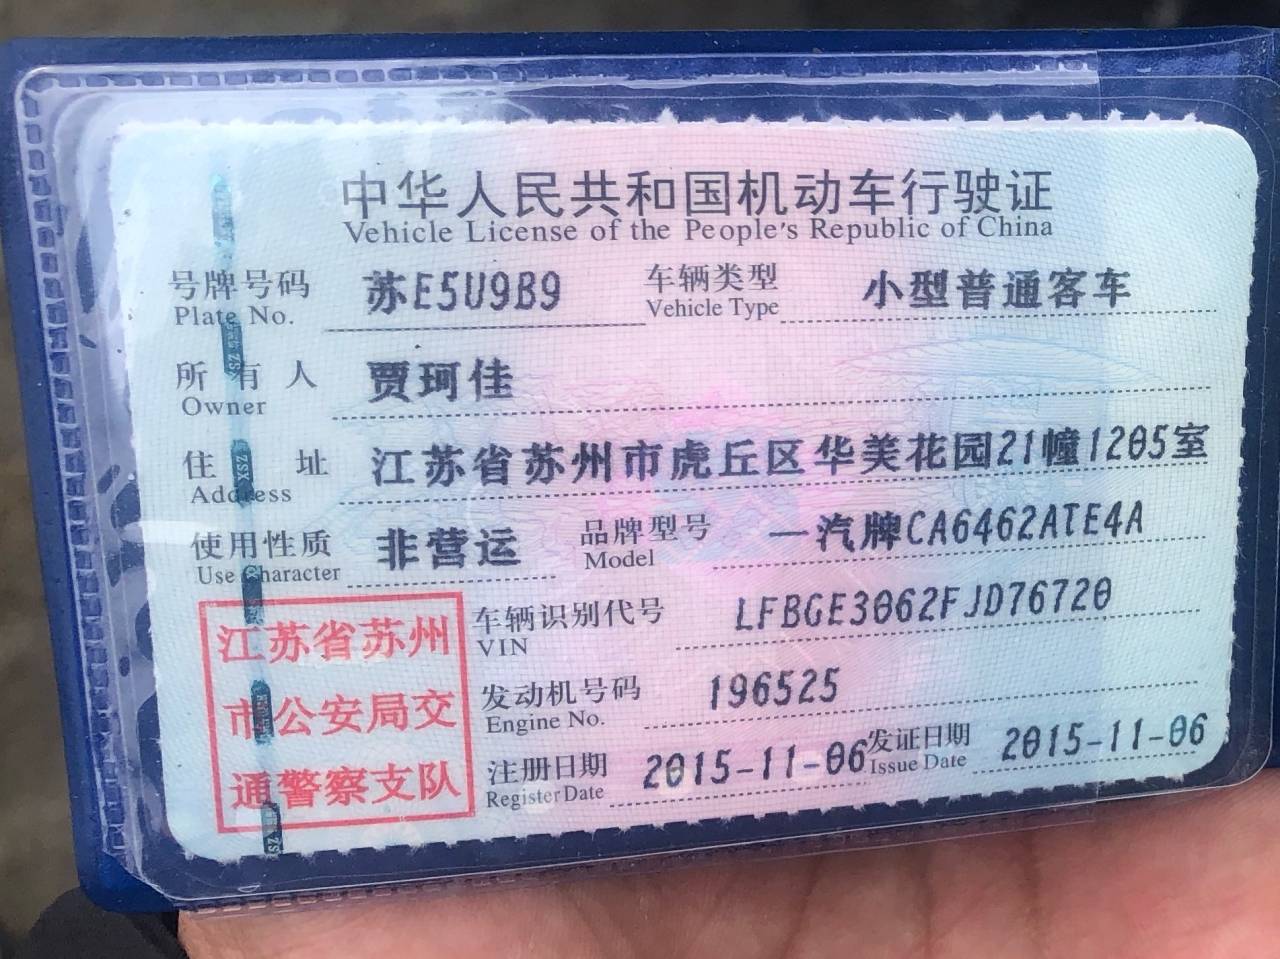 中华人民共和国机动车行驶证
Vehicle License of the People's Republic of China
号牌号码 苏E5U9B9 车辆类型 小型普通客车
Plate No. Vehicle Type
所有人 贾珂佳
Owner
住址 江苏省苏州市虎丘区华美花园21幢1205室
Address
使用性质 非营运 品牌型号 一汽牌CA6462ATE4A
Use Character Model
车辆识别代号 LFBGE3062FJD76720
VIN
发动机号码 196525
Engine No.
注册日期 2015-11-06 发证日期 2015-11-06
Register Date Issue Date
江苏省苏州
市公安局交
通警察支队